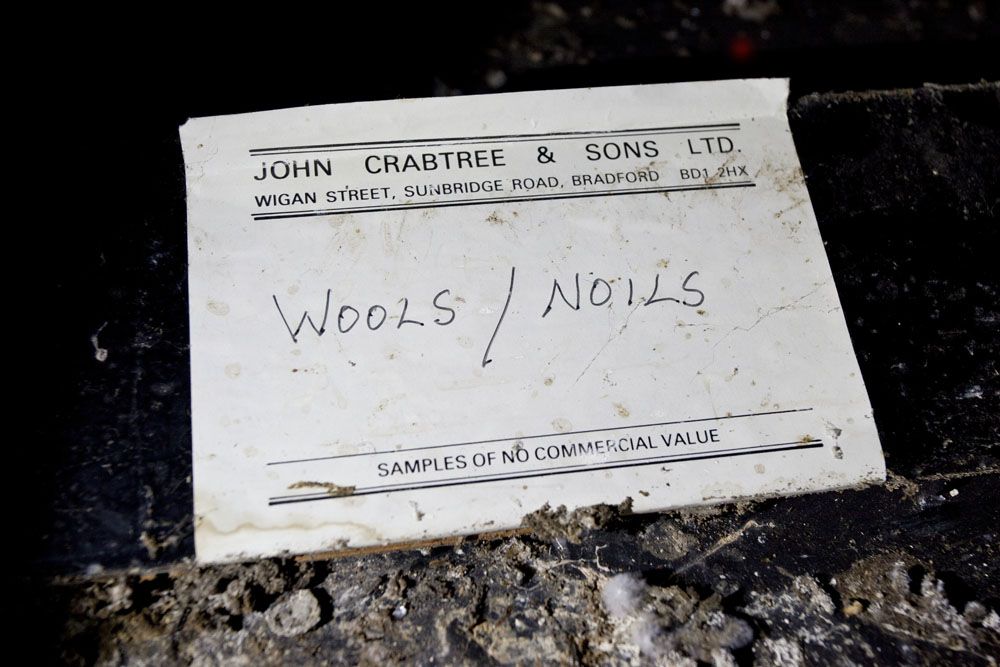 JOHN CRABTREE & SONS LTD.
WIGAN STREET, SUNBRIDGE ROAD, BRADFORD BD1 2HX
WOOLS / NOILS
SAMPLES OF NO COMMERCIAL VALUE